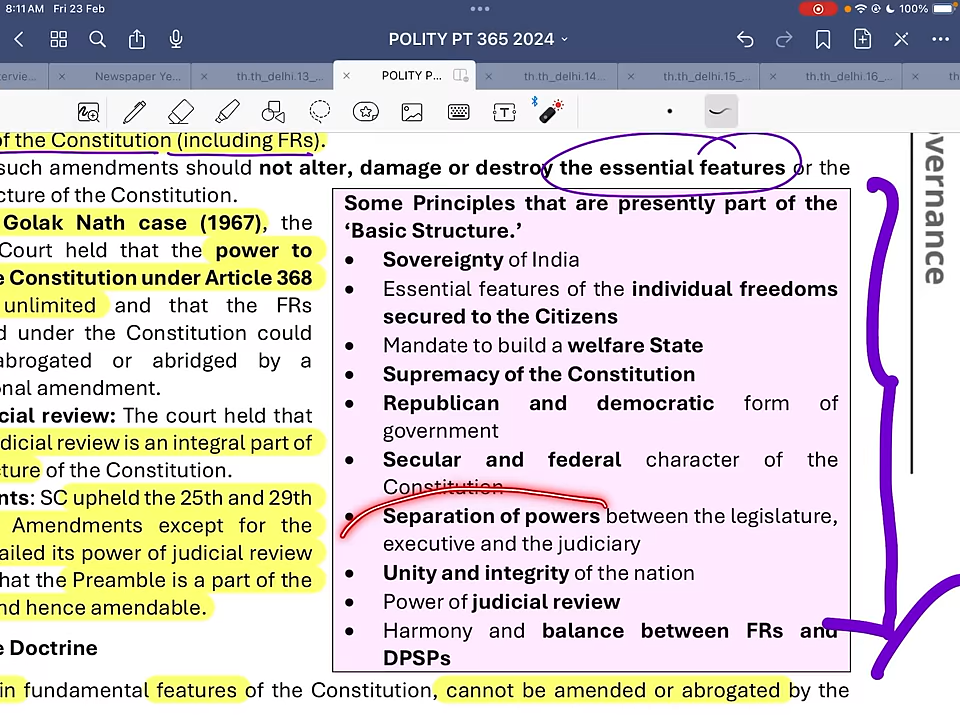 8:11AM Fri 23 Feb
100%
POLITY PT 365 2024
Newspaper Ye...
th.th_delhi.13_...
POLITY P...
th.th_delhi.14...
th.th_delhi.15_...
th.th_delhi.16_...
th
of the Constitution (including FRs).
such amendments should not alter, damage or destroy the essential features or the
cture of the Constitution.
Golak Nath case (1967), the
Court held that the power to
e Constitution under Article 368
unlimited and that the FRs
d under the Constitution could
abrogated or abridged by a
onal amendment.
cial review: The court held that
udicial review is an integral part of
cture of the Constitution.
nts: SC upheld the 25th and 29th
Amendments except for the
ailed its power of judicial review
hat the Preamble is a part of the
nd hence amendable.
e Doctrine
Some Principles that are presently part of the
‘Basic Structure.’
• Sovereignty of India
• Essential features of the individual freedoms
secured to the Citizens
• Mandate to build a welfare State
• Supremacy of the Constitution
• Republican and democratic form of
government
• Secular and federal character of the
Constitution
• Separation of powers between the legislature,
executive and the judiciary
• Unity and integrity of the nation
• Power of judicial review
• Harmony and balance between FRs and
DPSPs
in fundamental features of the Constitution, cannot be amended or abrogated by the
vernance